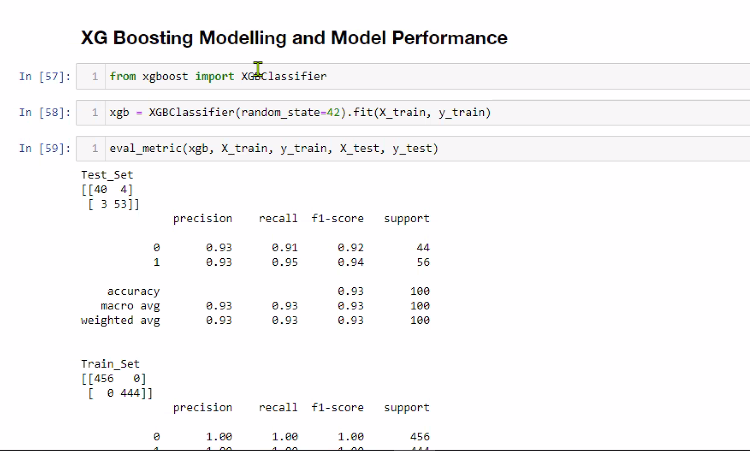 XG Boosting Modelling and Model Performance
In [57]: 1 from xgboost import XGBClassifier
In [58]: 1 xgb = XGBClassifier(random_state=42).fit(X_train, y_train)
In [59]: 1 eval_metric(xgb, X_train, y_train, X_test, y_test)
Test_Set
[[40 4]
[ 3 53]]
precision recall f1-score support
0 0.93 0.91 0.92 44
1 0.93 0.95 0.94 56
accuracy 0.93 100
macro avg 0.93 0.93 0.93 100
weighted avg 0.93 0.93 0.93 100
Train_Set
[[456 0]
[ 0 444]]
precision recall f1-score support
0 1.00 1.00 1.00 456